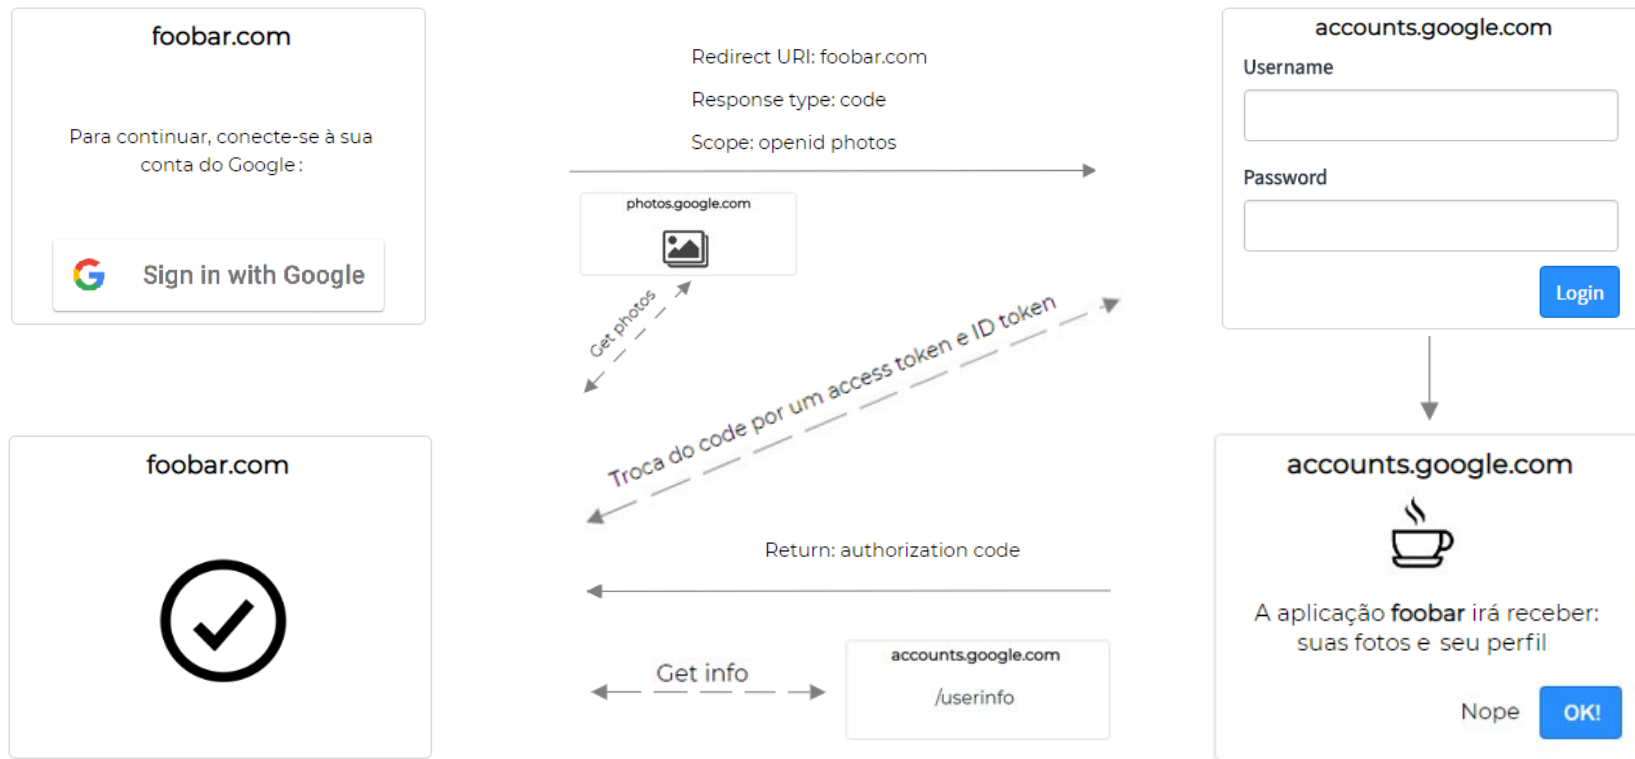 foobar.com
Para continuar, conecte-se à sua
conta do Google:
Sign in with Google
Redirect URI: foobar.com
Response type: code
Scope: openid photos
photos.google.com
Get photos
accounts.google.com
Username
Password
Login
Troca do code por um access token e ID token
foobar.com
Return: authorization code
Get info
accounts.google.com
/userinfo
accounts.google.com
A aplicação foobar irá receber:
suas fotos e seu perfil
Nope
OK!